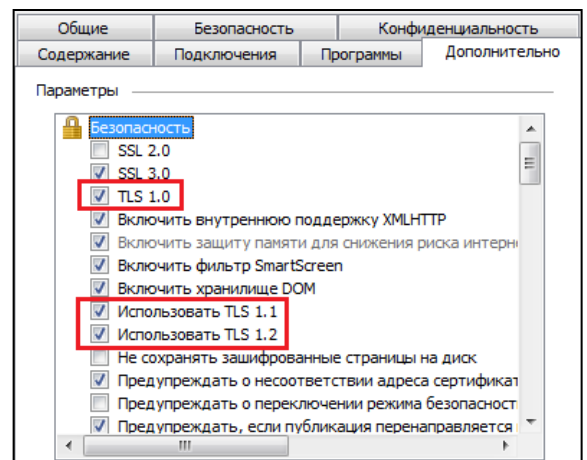 Общие Безопасность Конфиденциальность
Содержание Подключения Программы Дополнительно
Параметры
Безопасность
SSL 2.0
SSL 3.0
TLS 1.0
Включить внутреннюю поддержку XMLHTTP
Включить защиту памяти для снижения риска интерн
Включить фильтр SmartScreen
Включить хранилище DOM
Использовать TLS 1.1
Использовать TLS 1.2
Не сохранять зашифрованные страницы на диск
Предупреждать о несоответствии адреса сертификат
Предупреждать о переключении режима безопасност
Предупреждать, если публикация перенаправляется